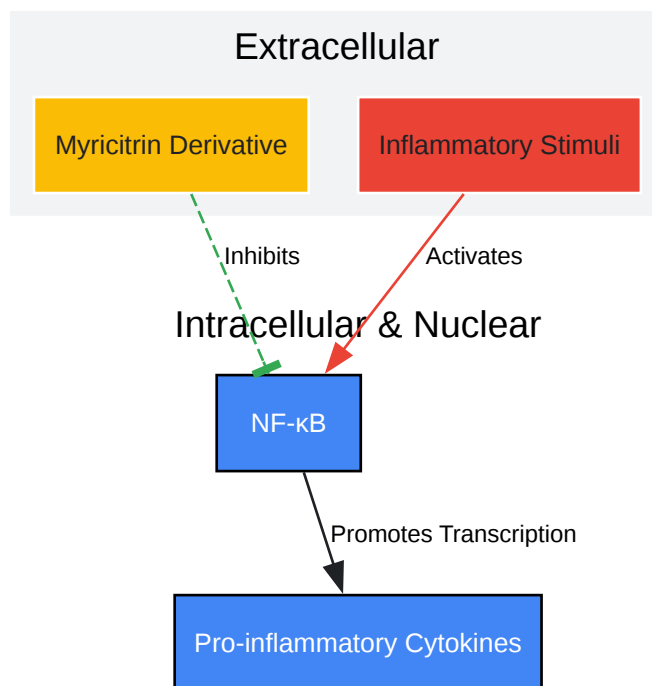 Extracellular
Myricitrin Derivative
Inflammatory Stimuli
Inhibits
Activates
Intracellular & Nuclear
NF-κB
Promotes Transcription
Pro-inflammatory Cytokines